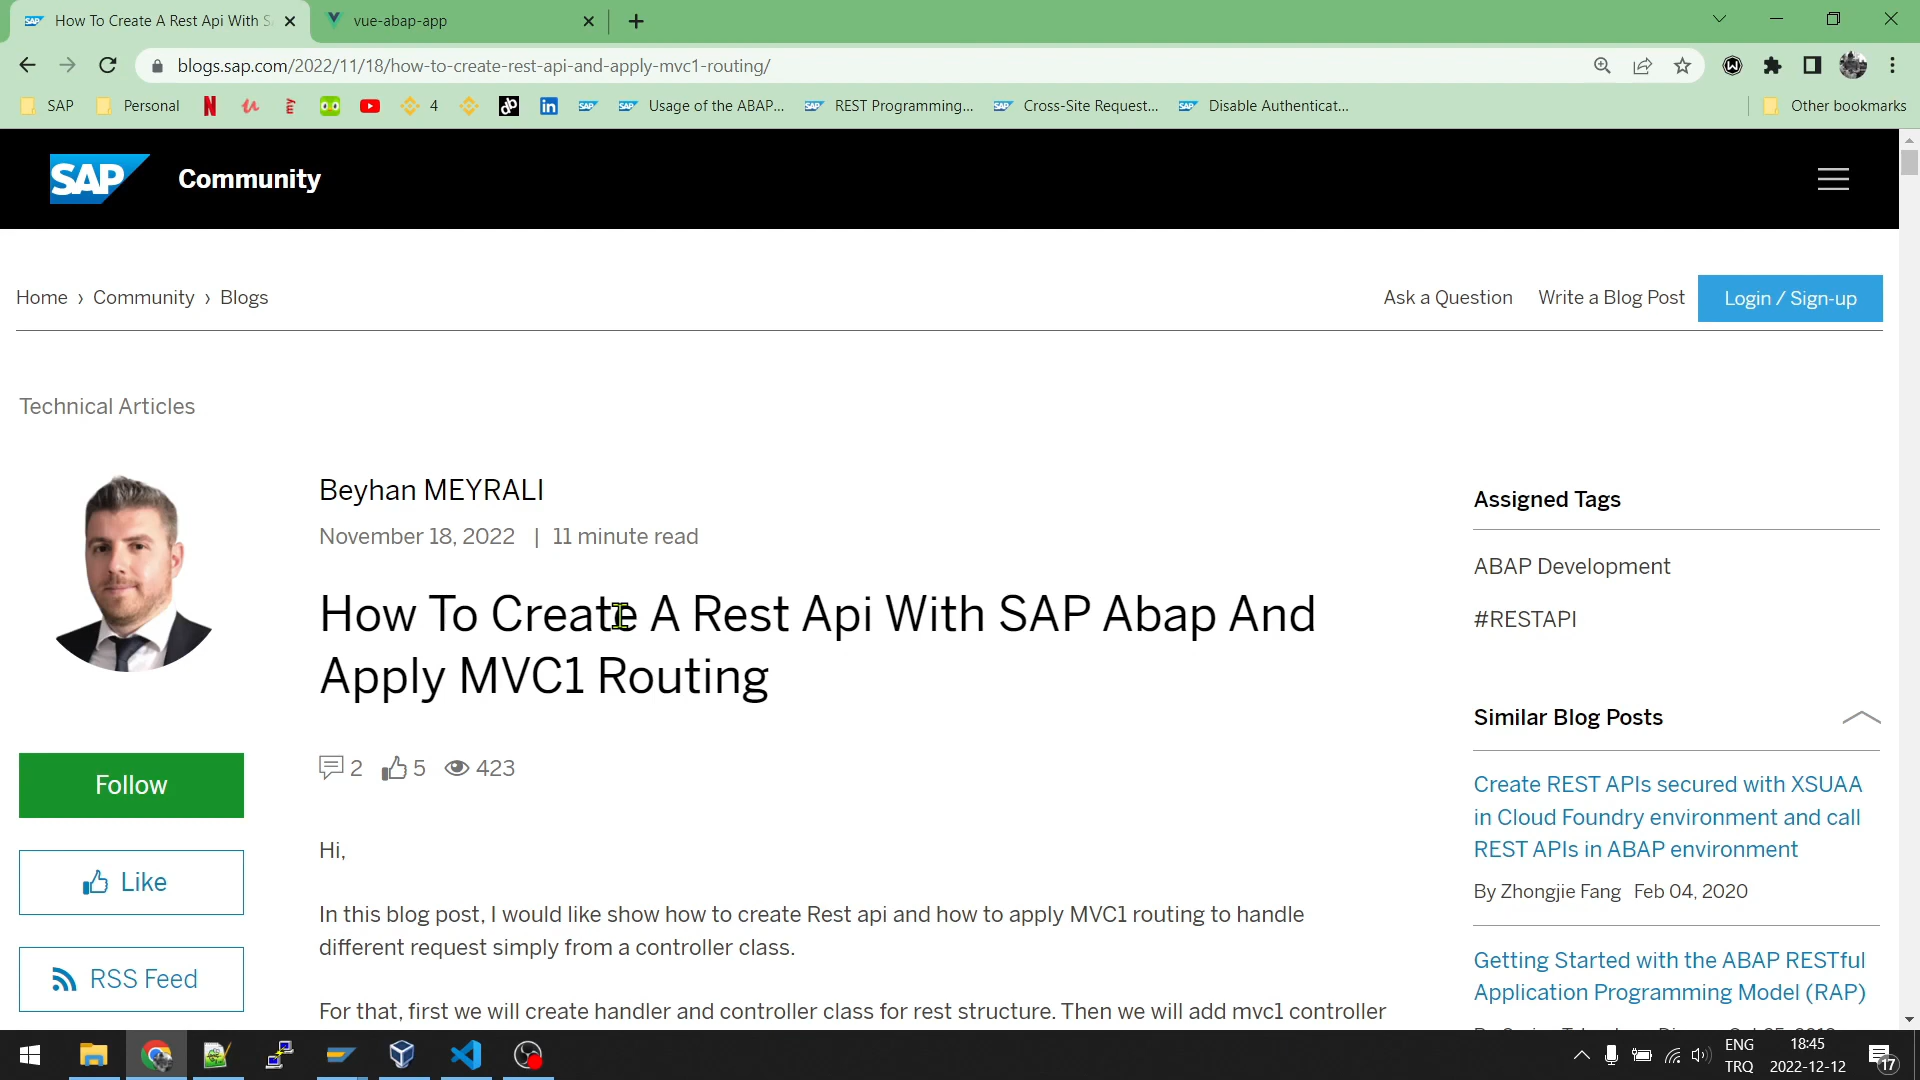 How To Create A Rest Api With S
vue-abap-app
blogs.sap.com/2022/11/18/how-to-create-rest-api-and-apply-mvc1-routing/
SAP
Personal
4
Usage of the ABAP...
REST Programming...
Cross-Site Request...
Disable Authenticat...
Other bookmarks
SAP
Community
Home › Community › Blogs
Ask a Question
Write a Blog Post
Login / Sign-up
Technical Articles
Beyhan MEYRALI
November 18, 2022 | 11 minute read
How To Create A Rest Api With SAP Abap And
Apply MVC1 Routing
2 5 423
Follow
Like
RSS Feed
Hi,
In this blog post, I would like show how to create Rest api and how to apply MVC1 routing to handle
different request simply from a controller class.
For that, first we will create handler and controller class for rest structure. Then we will add mvc1 controller
Assigned Tags
ABAP Development
#RESTAPI
Similar Blog Posts
Create REST APIs secured with XSUAA
in Cloud Foundry environment and call
REST APIs in ABAP environment
By Zhongjie Fang Feb 04, 2020
Getting Started with the ABAP RESTful
Application Programming Model (RAP)
ENG
TRQ
18:45
2022-12-12
17